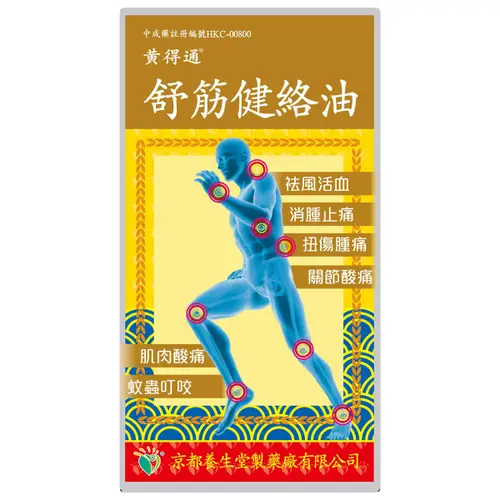 中成藥註冊編號HKC-00800
黃得通®
舒筋健絡油
祛風活血
消腫止痛
扭傷腫痛
關節酸痛
肌肉酸痛
蚊蟲叮咬
京都養生堂製藥廠有限公司